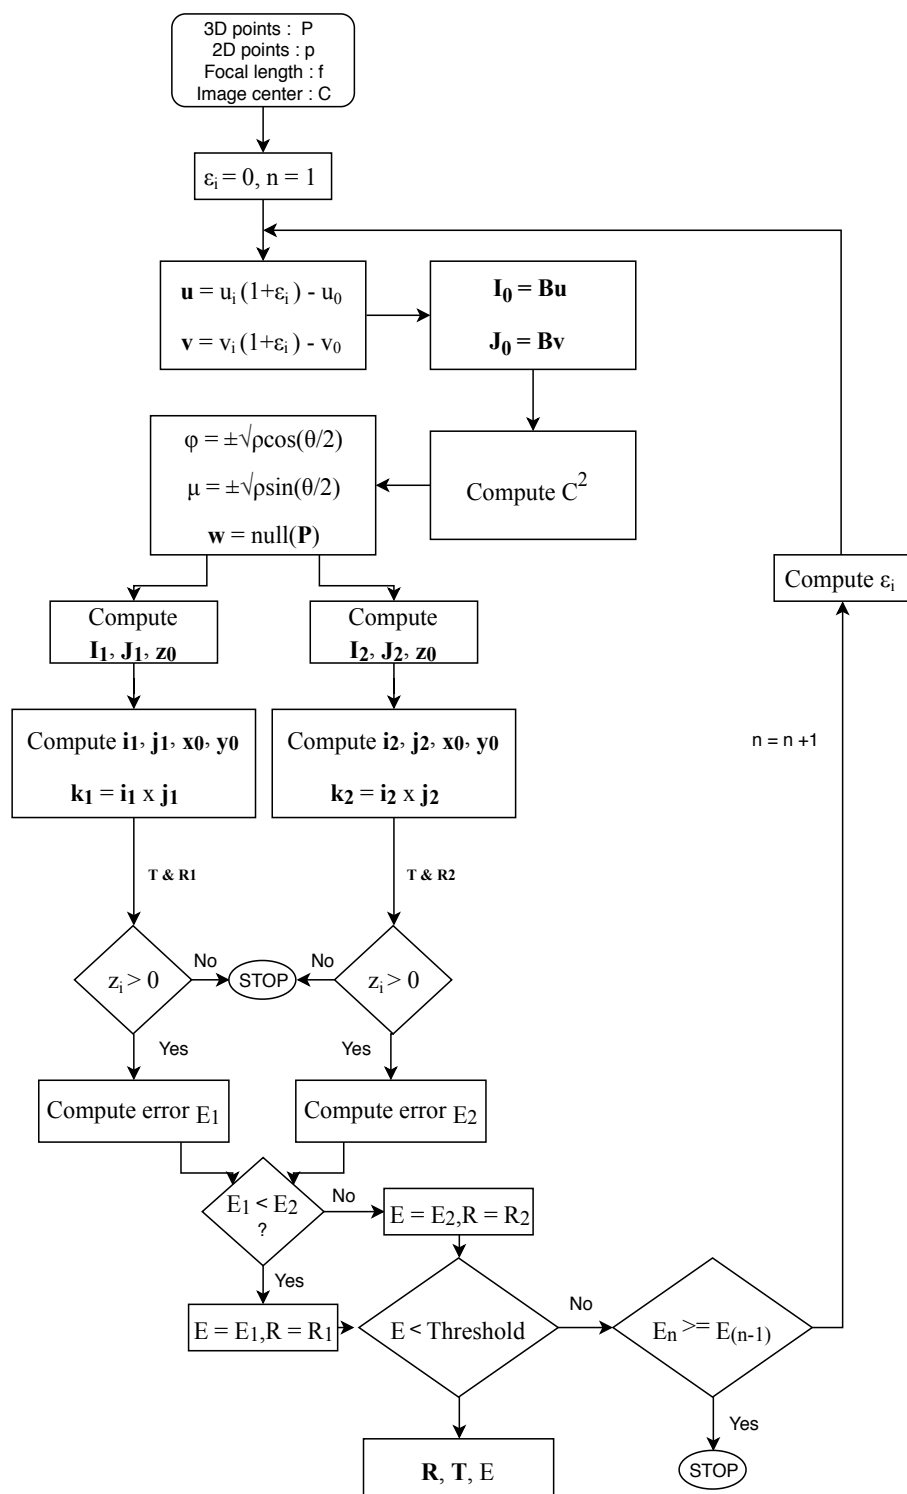 3D points : P
2D points : p
Focal length : f
Image center : C
εi = 0, n = 1
u = ui (1+εi) - u0
v = vi (1+εi) - v0
I0 = Bu
J0 = Bv
φ = ±√ρcos(θ/2)
μ = ±√ρsin(θ/2)
w = null(P)
Compute C²
Compute εi
Compute
I1, J1, z0
Compute
I2, J2, z0
Compute i1, j1, x0, y0
k1 = i1 x j1
Compute i2, j2, x0, y0
k2 = i2 x j2
n = n +1
T & R1
T & R2
zi > 0
No
STOP
No
zi > 0
Yes
Yes
Compute error E1
Compute error E2
E1 < E2
?
No
E = E2,R = R2
Yes
E = E1,R = R1
E < Threshold
No
En >= E(n-1)
Yes
R, T, E
STOP